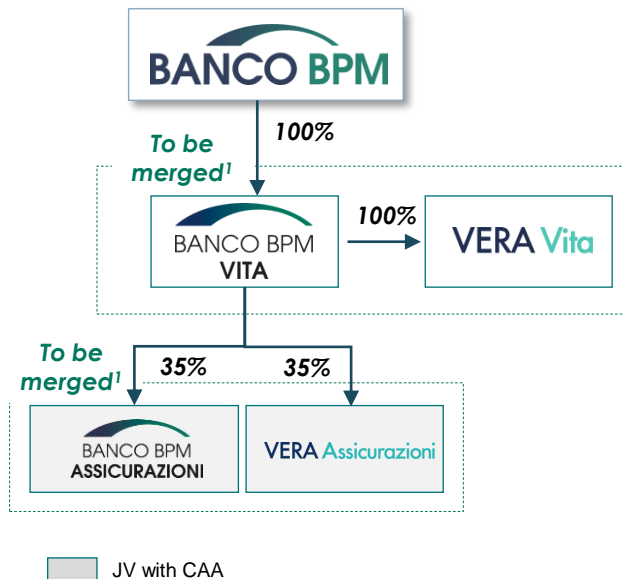 BANCO BPM
100%
To be
merged¹
100%
BANCO BPM
VITA
VERA Vita
To be
merged¹
35%
35%
BANCO BPM
ASSICURAZIONI
VERA Assicurazioni
JV with CAA